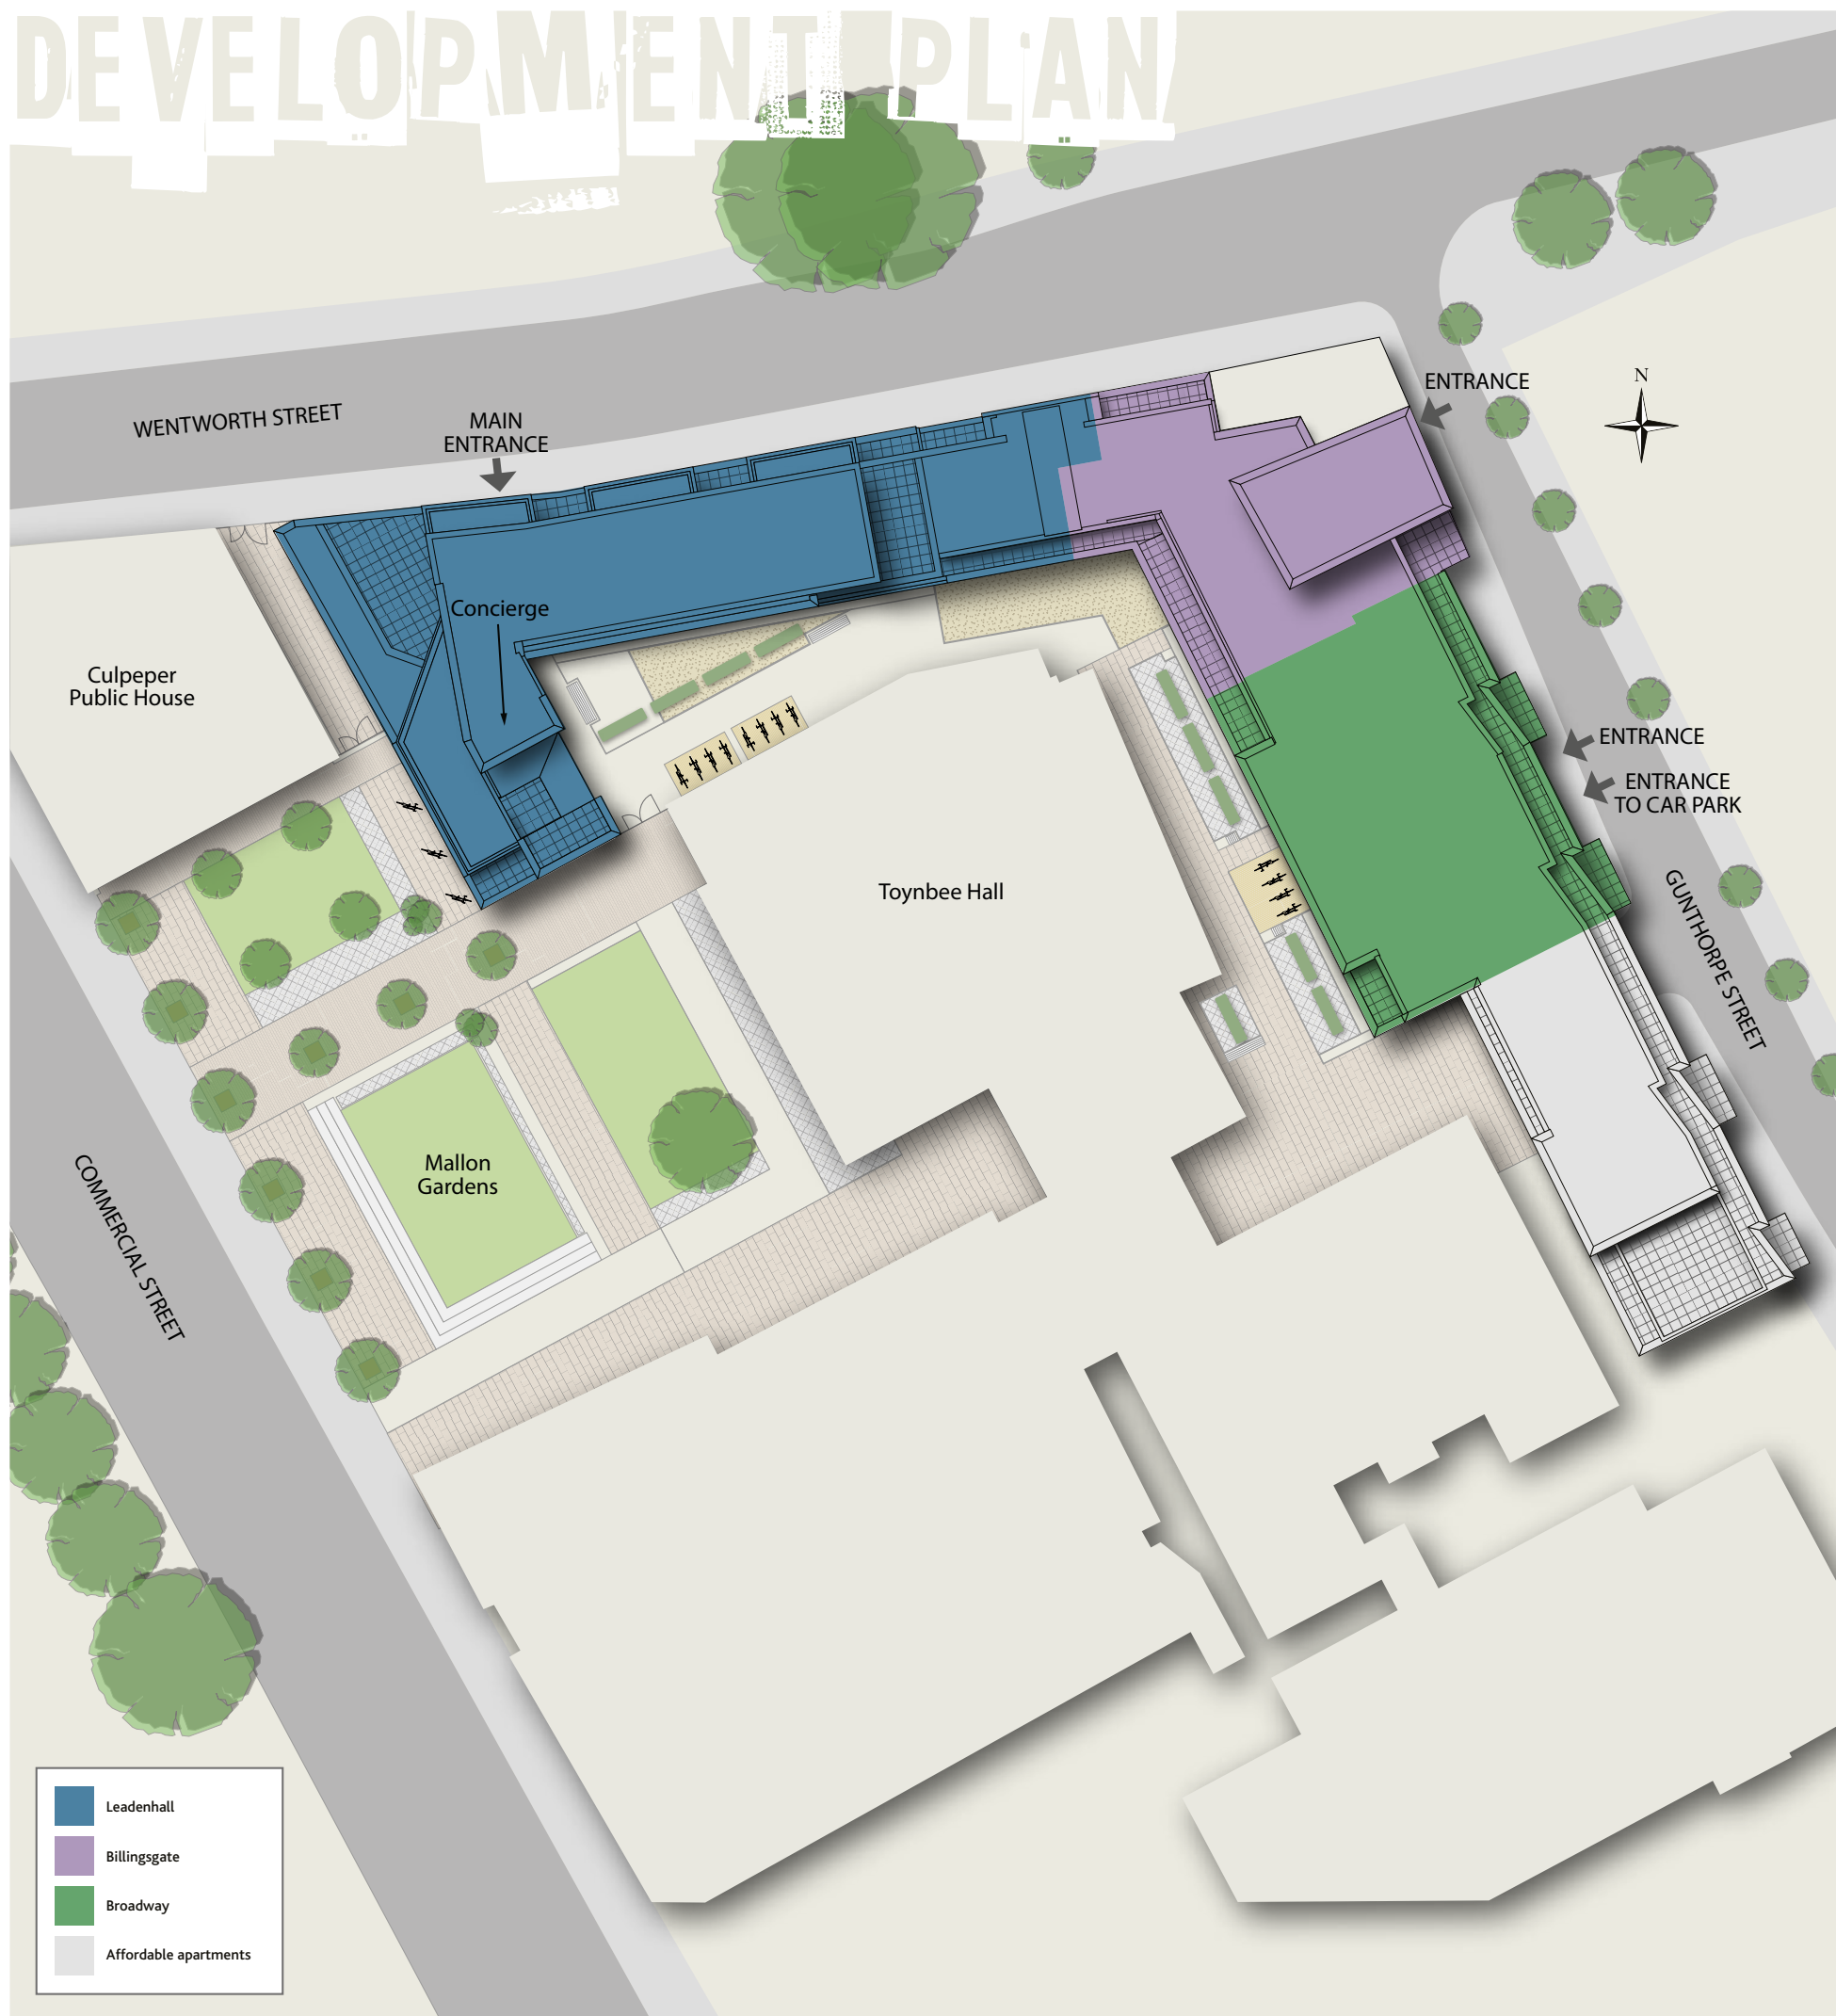 DEVELOPMENT PLAN
WENTWORTH STREET
MAIN
ENTRANCE
ENTRANCE
N
Concierge
Culpeper
Public House
ENTRANCE
ENTRANCE
TO CAR PARK
Toynbee Hall
GUNTHORPE STREET
Mallon
Gardens
COMMERCIAL STREET
Leadenhall
Billingsgate
Broadway
Affordable apartments